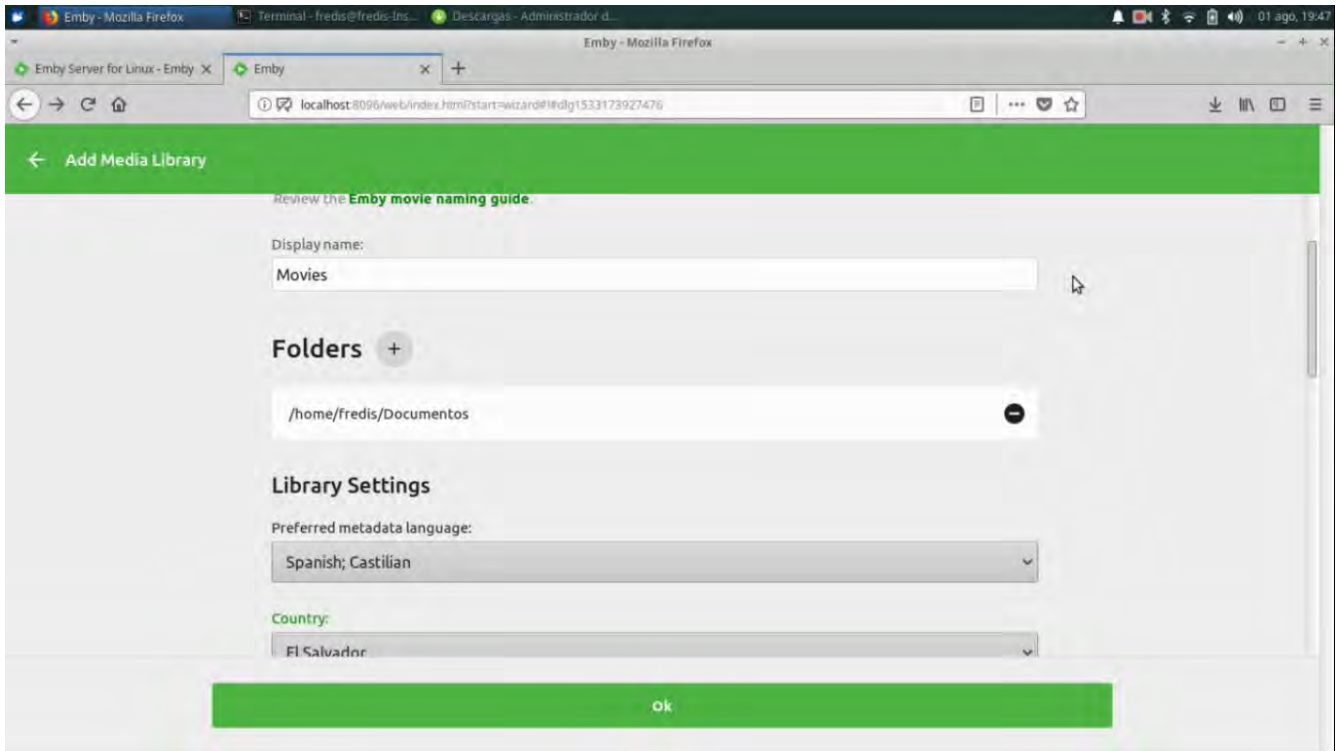 Emby - Mozilla Firefox
Terminal - fredis@fredis-Ins...
Descargas - Administrador d...
01 ago, 19:47
Emby - Mozilla Firefox
Emby Server for Linux - Emby
Emby
localhost:8096/web/index.html?start=wizard#!#dlg1533173927476
Add Media Library
Review the Emby movie naming guide.
Display name:
Movies
Folders +
/home/fredis/Documentos
Library Settings
Preferred metadata language:
Spanish; Castilian
Country:
El Salvador
Ok